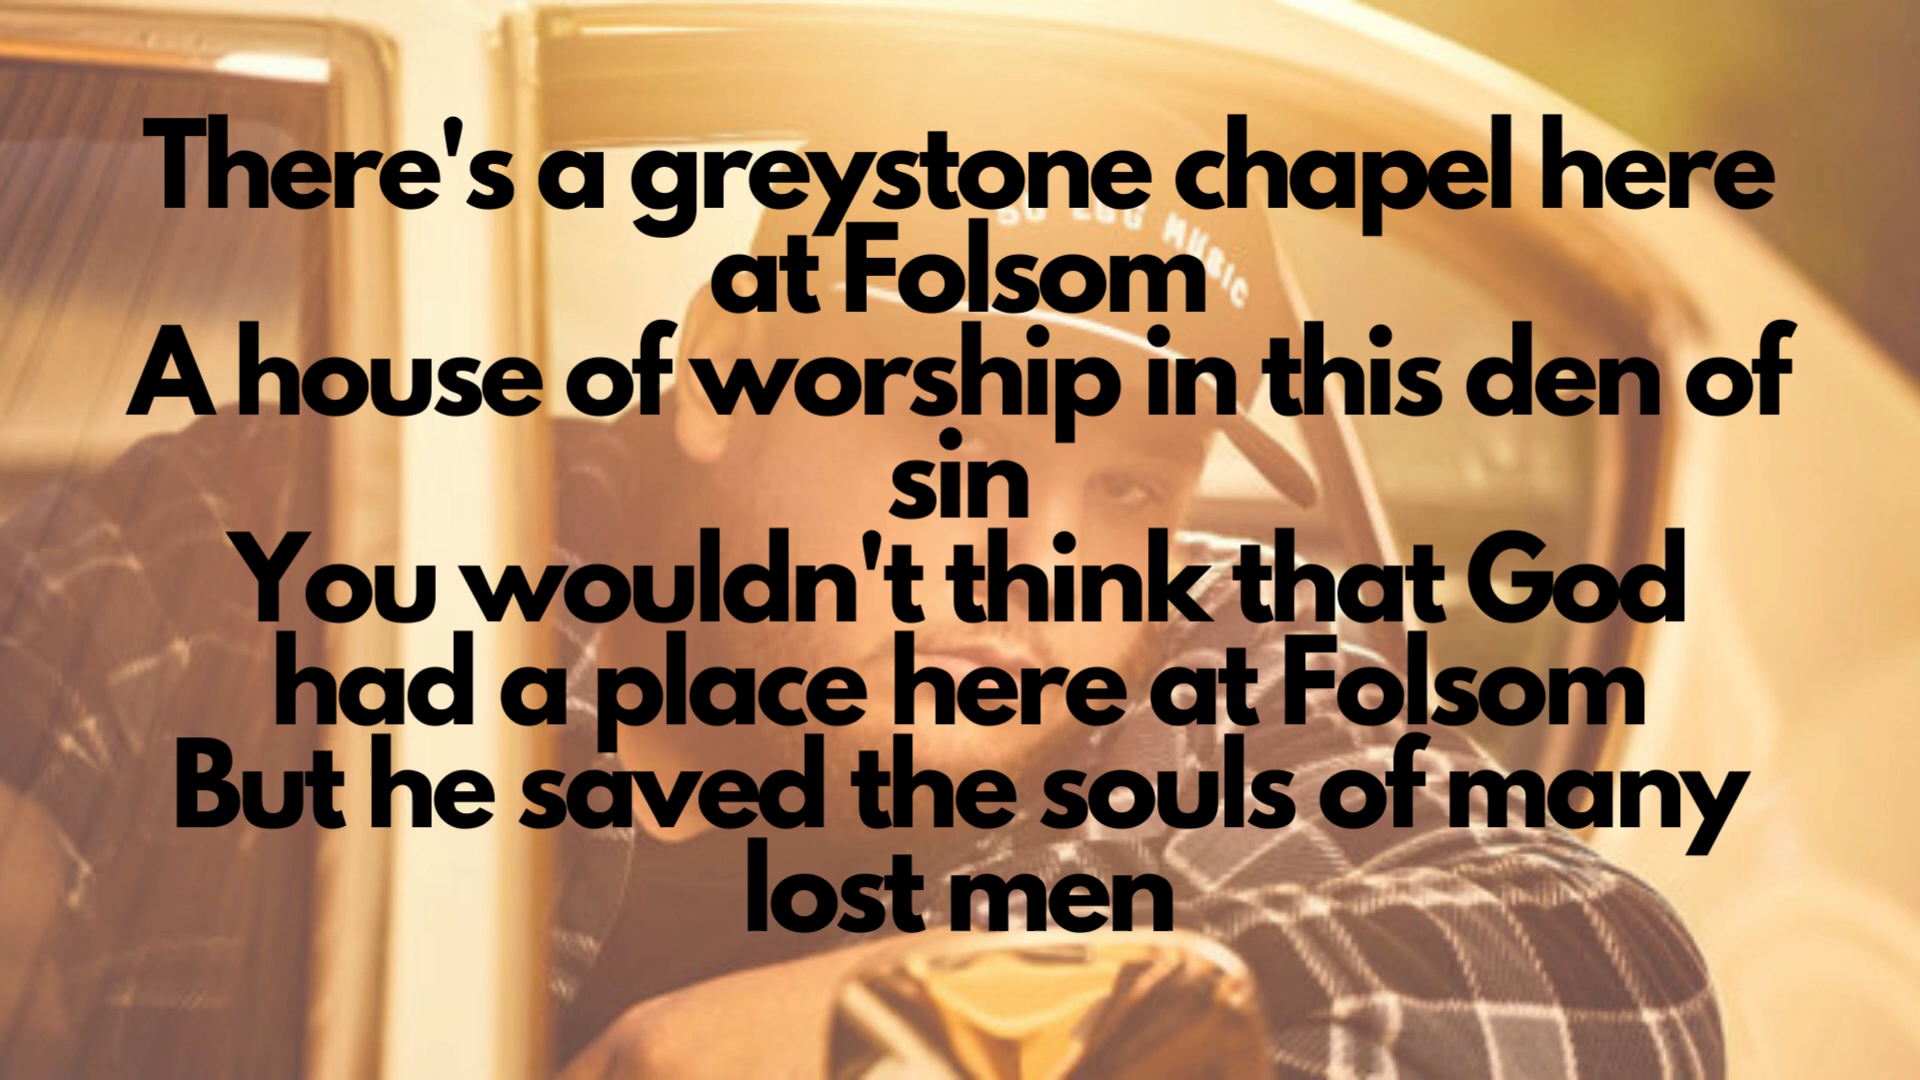 There's a greystone chapel here
at Folsom
A house of worship in this den of
sin
You wouldn't think that God
had a place here at Folsom
But he saved the souls of many
lost men
MUSIC